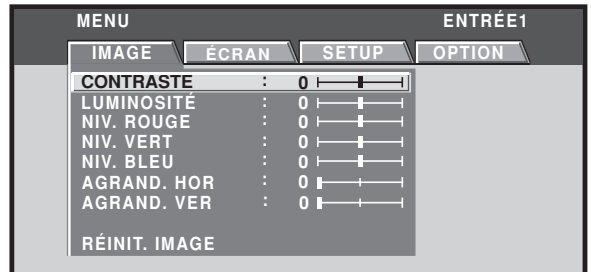 MENU ENTRÉE1
IMAGE ÉCRAN SETUP OPTION
CONTRASTE : 0
LUMINOSITÉ : 0
NIV. ROUGE : 0
NIV. VERT : 0
NIV. BLEU : 0
AGRAND. HOR : 0
AGRAND. VER : 0
RÉINIT. IMAGE